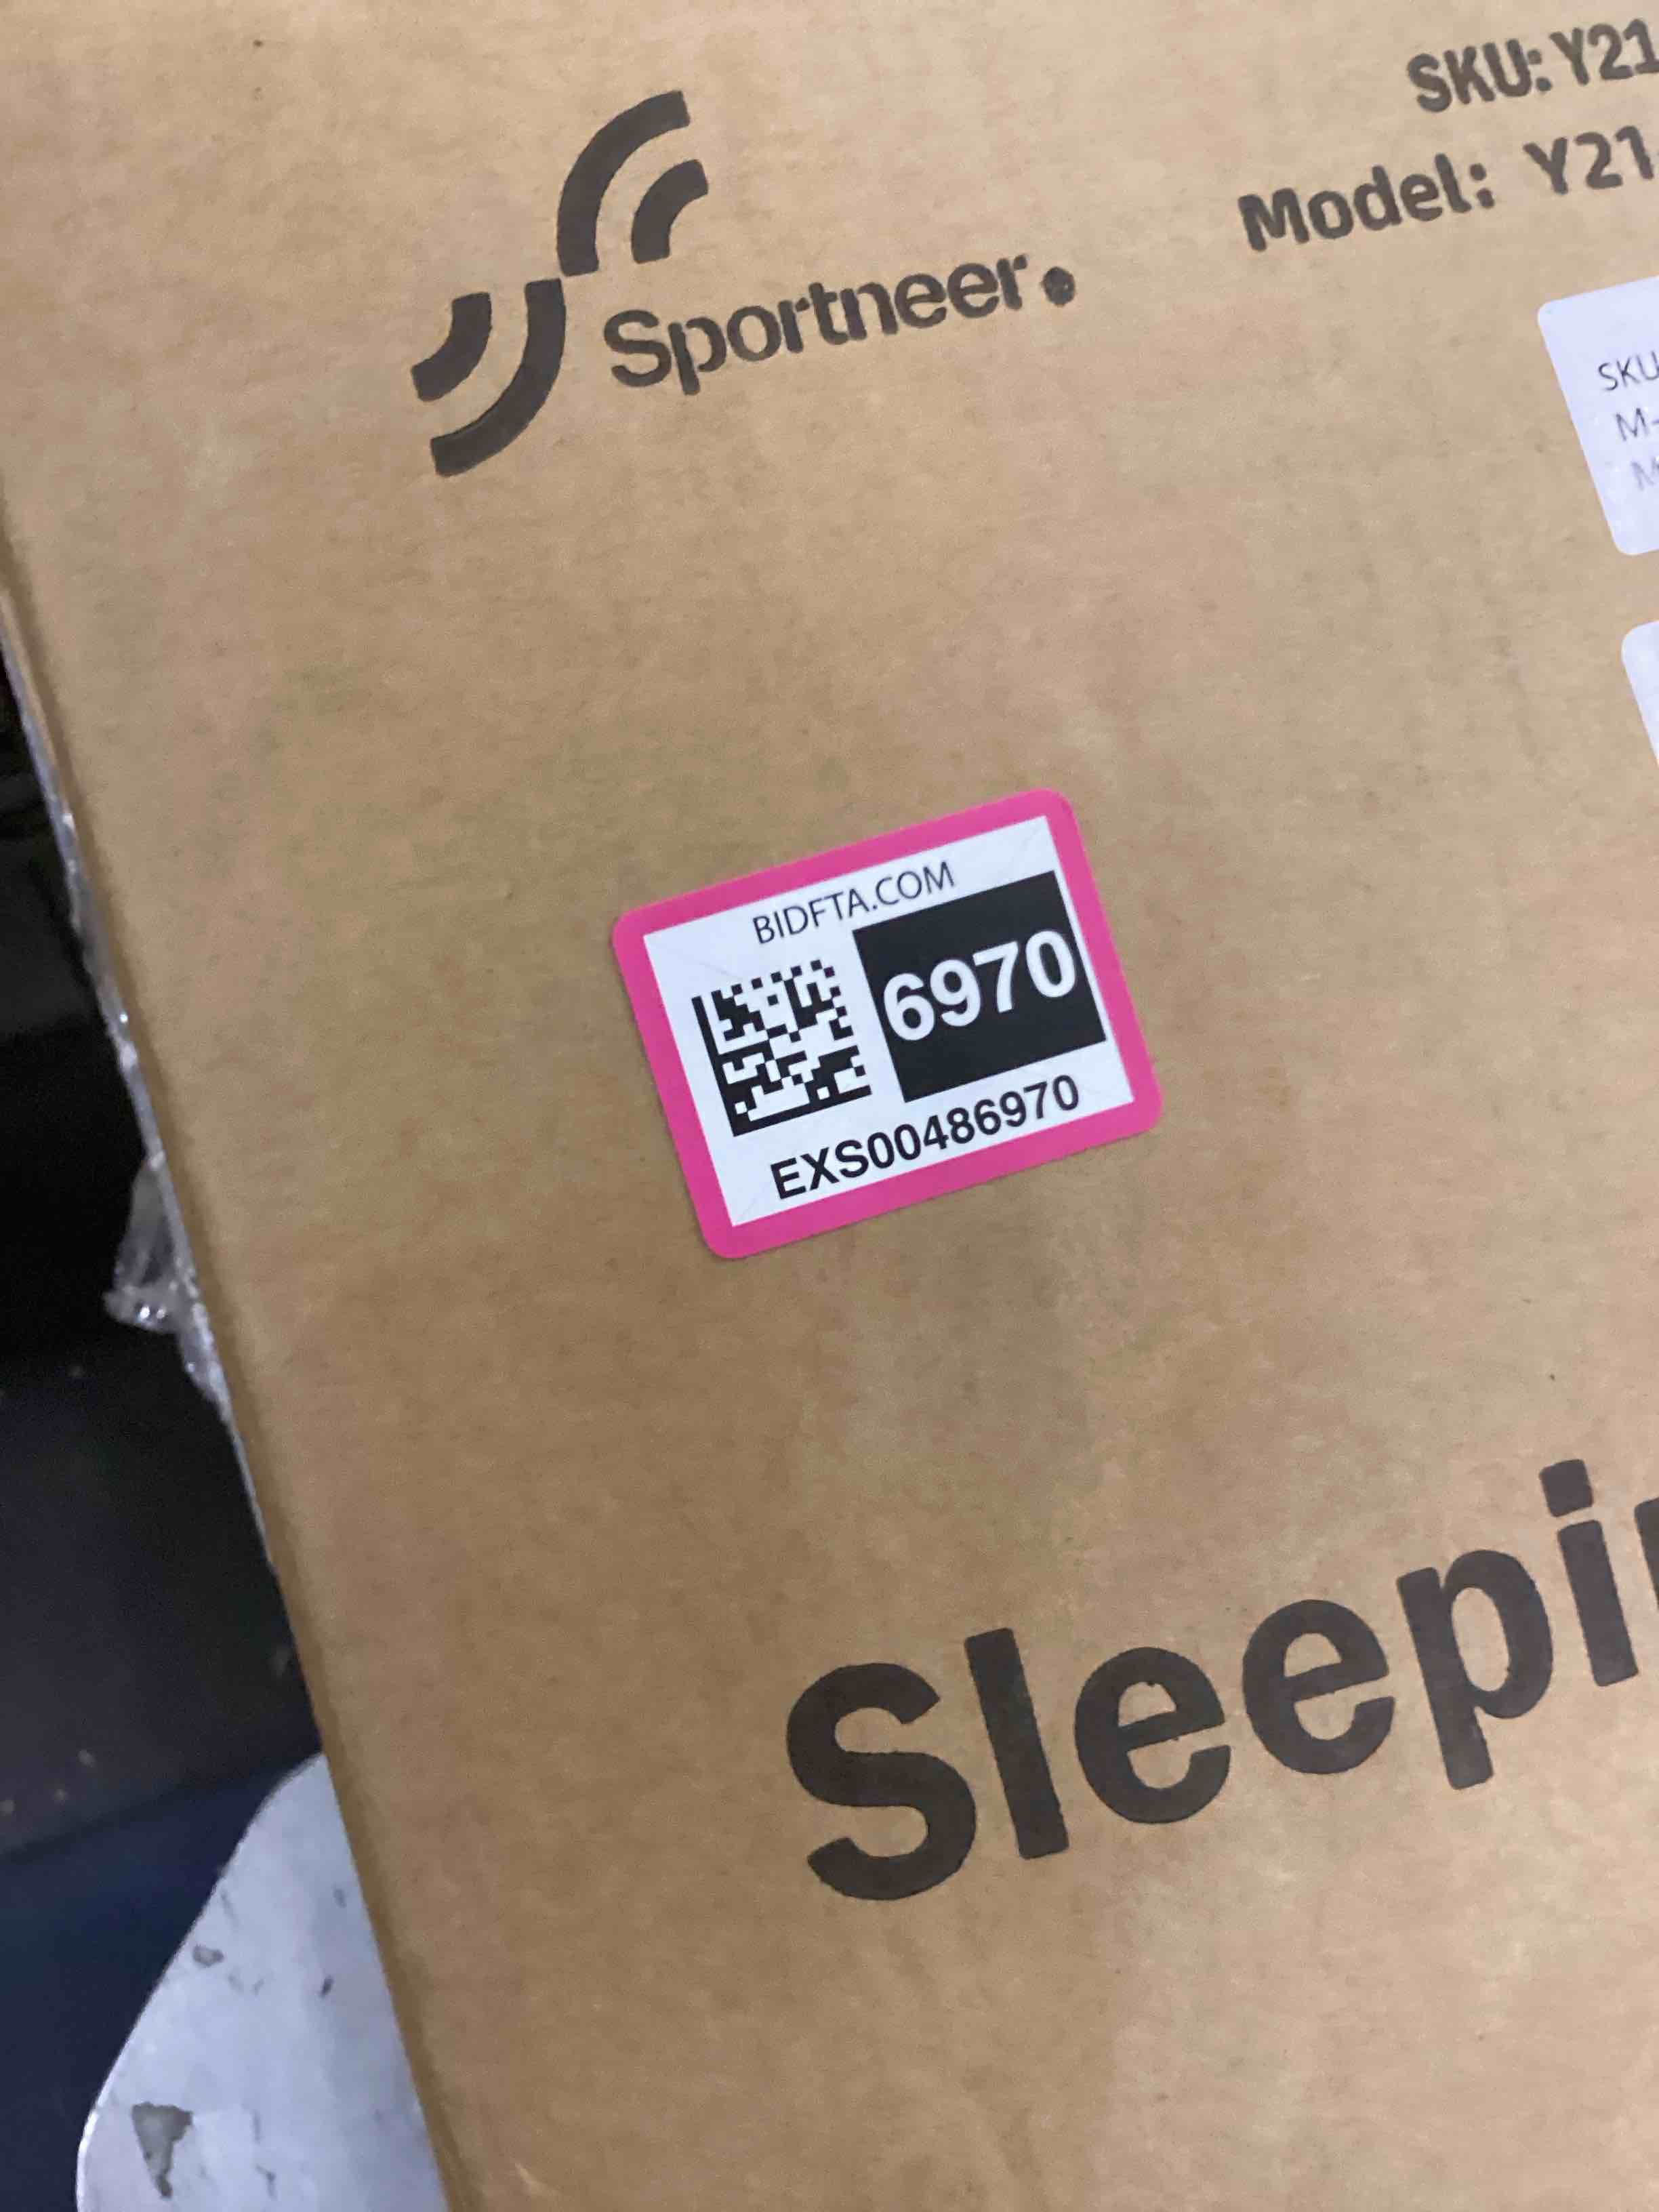 SKU: Y21
Model: Y21
Sportneer.
SKU
M-
M
BIDFTA.COM
6970
EXS00486970
Sleepi